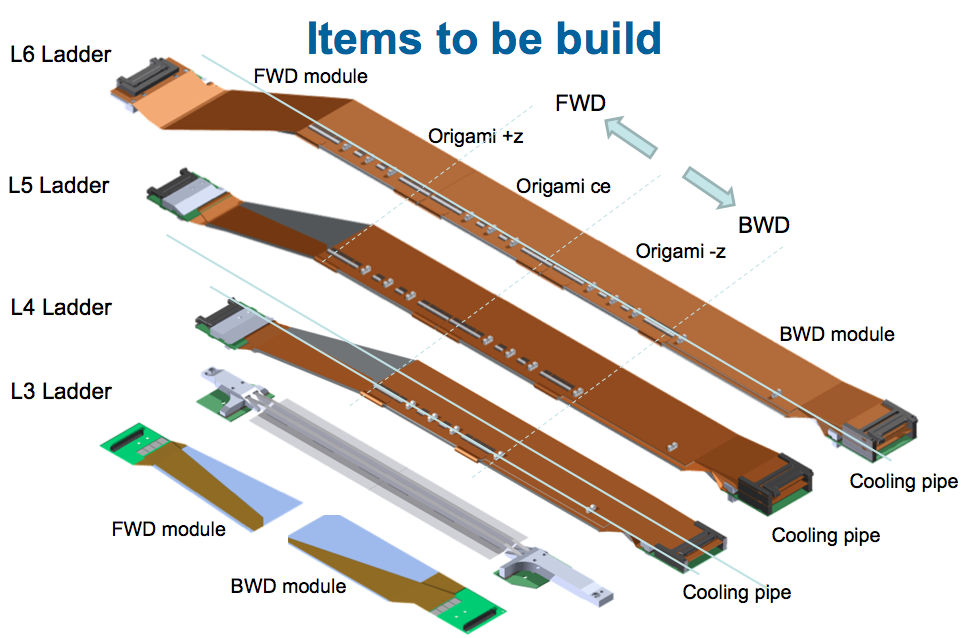 Items to be build
L6 Ladder
FWD module
FWD
Origami +z
L5 Ladder
Origami ce
BWD
Origami -z
L4 Ladder
BWD module
L3 Ladder
Cooling pipe
FWD module
Cooling pipe
BWD module
Cooling pipe